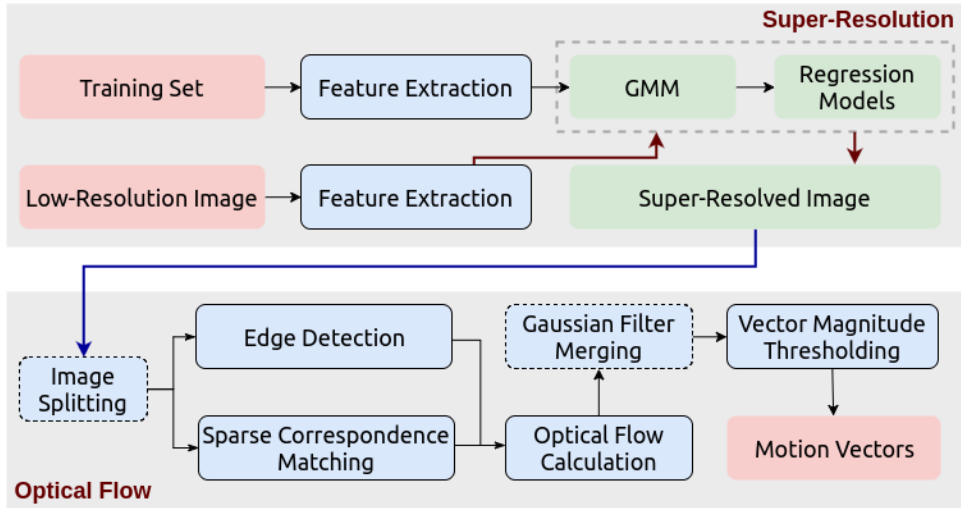 Super-Resolution
Training Set
Feature Extraction
GMM
Regression
Models
Low-Resolution Image
Feature Extraction
Super-Resolved Image
Image
Splitting
Edge Detection
Sparse Correspondence
Matching
Gaussian Filter
Merging
Optical Flow
Calculation
Vector Magnitude
Thresholding
Motion Vectors
Optical Flow